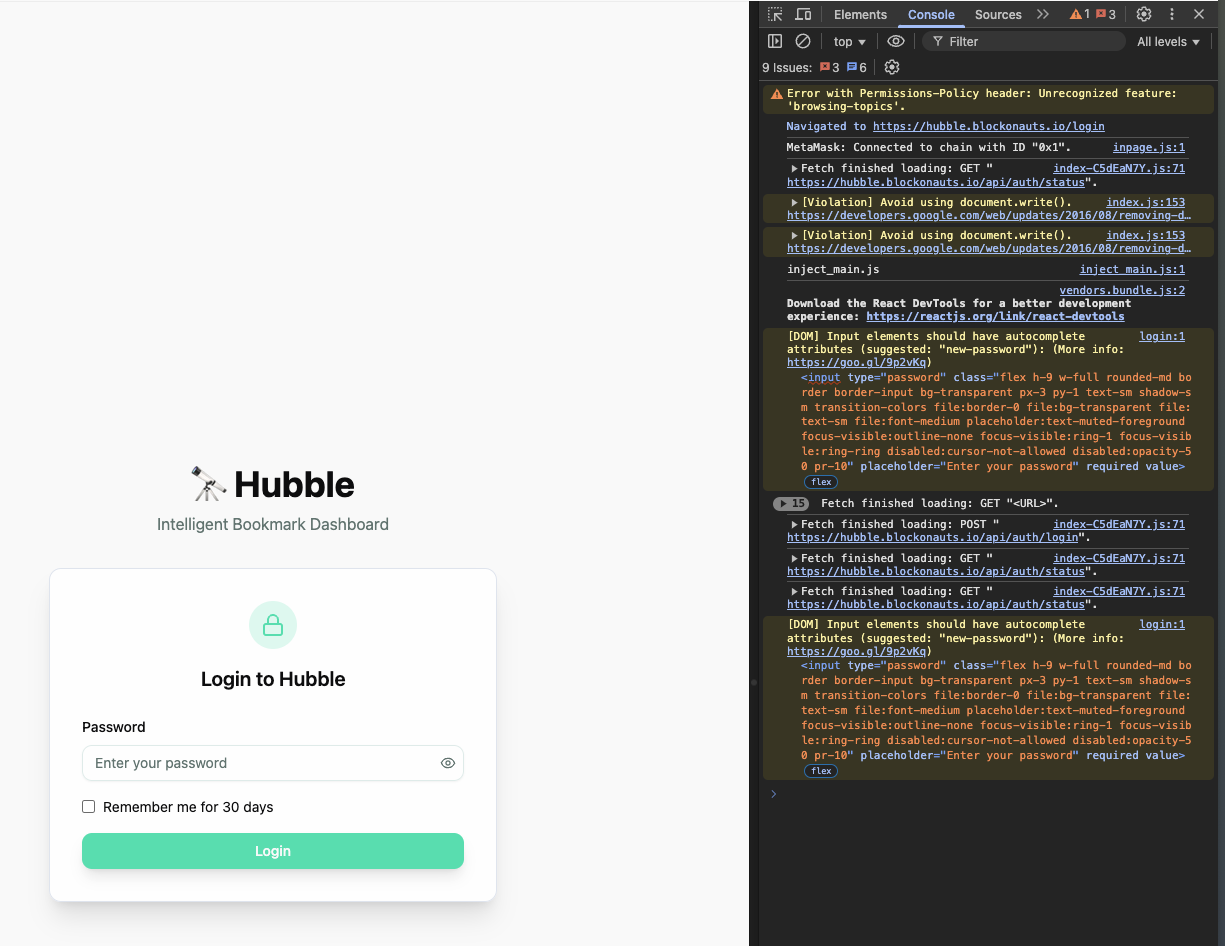 Hubble
Intelligent Bookmark Dashboard
Login to Hubble
Password
Enter your password
Remember me for 30 days
Login
Elements Console Sources 1 3
top Filter All levels
9 Issues: 3 6
Error with Permissions-Policy header: Unrecognized feature:
'browsing-topics'.
Navigated to https://hubble.blockonauts.io/login
MetaMask: Connected to chain with ID "0x1". inpage.js:1
Fetch finished loading: GET " index-C5dEaN7Y.js:71
https://hubble.blockonauts.io/api/auth/status".
[Violation] Avoid using document.write(). index.js:153
https://developers.google.com/web/updates/2016/08/removing-d…
[Violation] Avoid using document.write(). index.js:153
https://developers.google.com/web/updates/2016/08/removing-d…
inject_main.js inject_main.js:1
vendors.bundle.js:2
Download the React DevTools for a better development
experience: https://reactjs.org/link/react-devtools
[DOM] Input elements should have autocomplete login:1
attributes (suggested: "new-password"): (More info:
https://goo.gl/9p2vKq)
<input type="password" class="flex h-9 w-full rounded-md bo
rder border-input bg-transparent px-3 py-1 text-sm shadow-s
m transition-colors file:border-0 file:bg-transparent file:
text-sm file:font-medium placeholder:text-muted-foreground
focus-visible:outline-none focus-visible:ring-1 focus-visib
le:ring-ring disabled:cursor-not-allowed disabled:opacity-5
0 pr-10" placeholder="Enter your password" required value>
flex
15 Fetch finished loading: GET "<URL>".
Fetch finished loading: POST " index-C5dEaN7Y.js:71
https://hubble.blockonauts.io/api/auth/login".
Fetch finished loading: GET " index-C5dEaN7Y.js:71
https://hubble.blockonauts.io/api/auth/status".
Fetch finished loading: GET " index-C5dEaN7Y.js:71
https://hubble.blockonauts.io/api/auth/status".
[DOM] Input elements should have autocomplete login:1
attributes (suggested: "new-password"): (More info:
https://goo.gl/9p2vKq)
<input type="password" class="flex h-9 w-full rounded-md bo
rder border-input bg-transparent px-3 py-1 text-sm shadow-s
m transition-colors file:border-0 file:bg-transparent file:
text-sm file:font-medium placeholder:text-muted-foreground
focus-visible:outline-none focus-visible:ring-1 focus-visib
le:ring-ring disabled:cursor-not-allowed disabled:opacity-5
0 pr-10" placeholder="Enter your password" required value>
flex